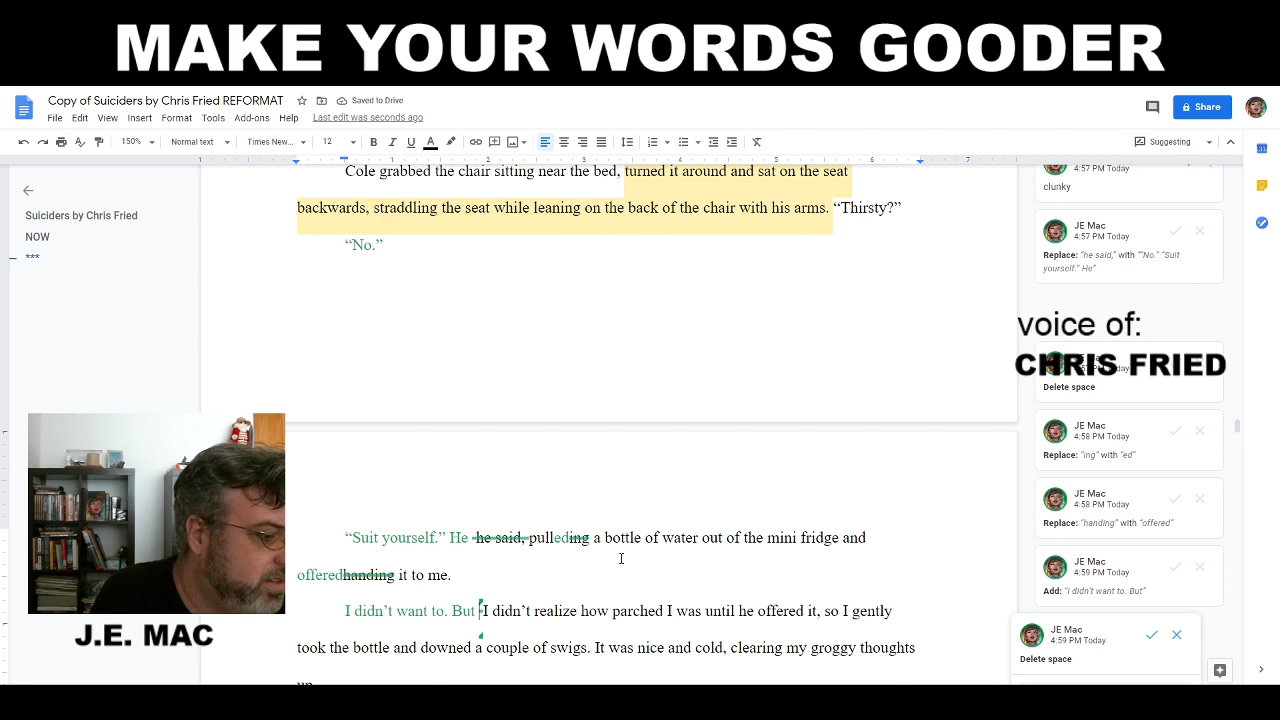 MAKE YOUR WORDS GOODER
Copy of Suiciders by Chris Fried REFORMAT
Saved to Drive
Share
File Edit View Insert Format Tools Add-ons Help Last edit was seconds ago
150% Normal text Times New... 12 B I U A Suggesting
1 1 2 3 4 5 6 7
Suiciders by Chris Fried
NOW
***
Cole grabbed the chair sitting near the bed, turned it around and sat on the seat
backwards, straddling the seat while leaning on the back of the chair with his arms. “Thirsty?”
“No.”
“Suit yourself.” He he said, pulleding a bottle of water out of the mini fridge and
offeredhanding it to me.
I didn’t want to. But I didn’t realize how parched I was until he offered it, so I gently
took the bottle and downed a couple of swigs. It was nice and cold, clearing my groggy thoughts
up.
4:57 PM Today
clunky
JE Mac
4:57 PM Today
Replace: “he said,” with “"No." "Suit
yourself." He”
voice of:
CHRIS FRIED
Delete space
JE Mac
4:58 PM Today
Replace: “ing” with “ed”
JE Mac
4:58 PM Today
Replace: “handing” with “offered”
JE Mac
4:59 PM Today
Add: “I didn’t want to. But”
JE Mac
4:59 PM Today
Delete space
J.E. MAC